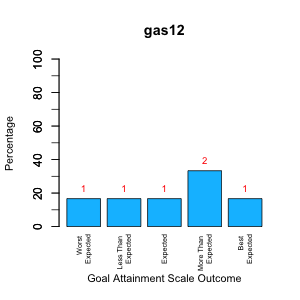 gas12
Percentage
100
80
60
40
20
0
1
1
1
2
1
Worst
Expected
Less Than
Expected
Expected
More Than
Expected
Best
Expected
Goal Attainment Scale Outcome